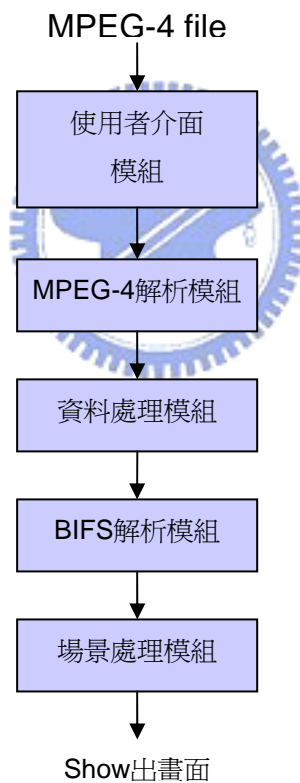 MPEG-4 file
使用者介面
模組
MPEG-4解析模組
資料處理模組
BIFS解析模組
場景處理模組
Show出畫面